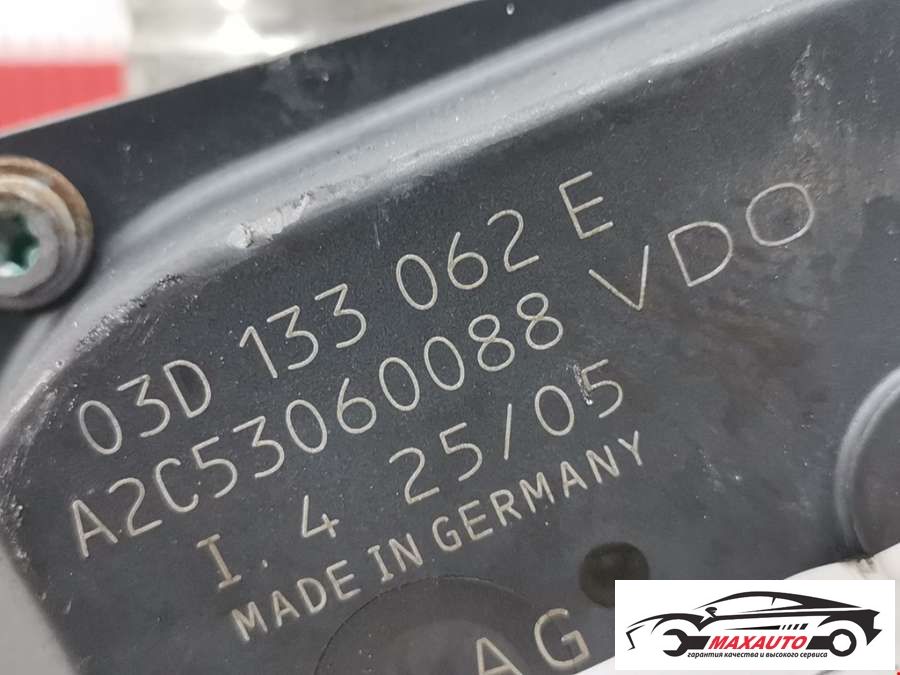 03D 133 062 E
A2C53060088 VDO
I. 4 25/05
MADE IN GERMANY
AG
MAXAUTO
гарантия качества и высокого сервиса